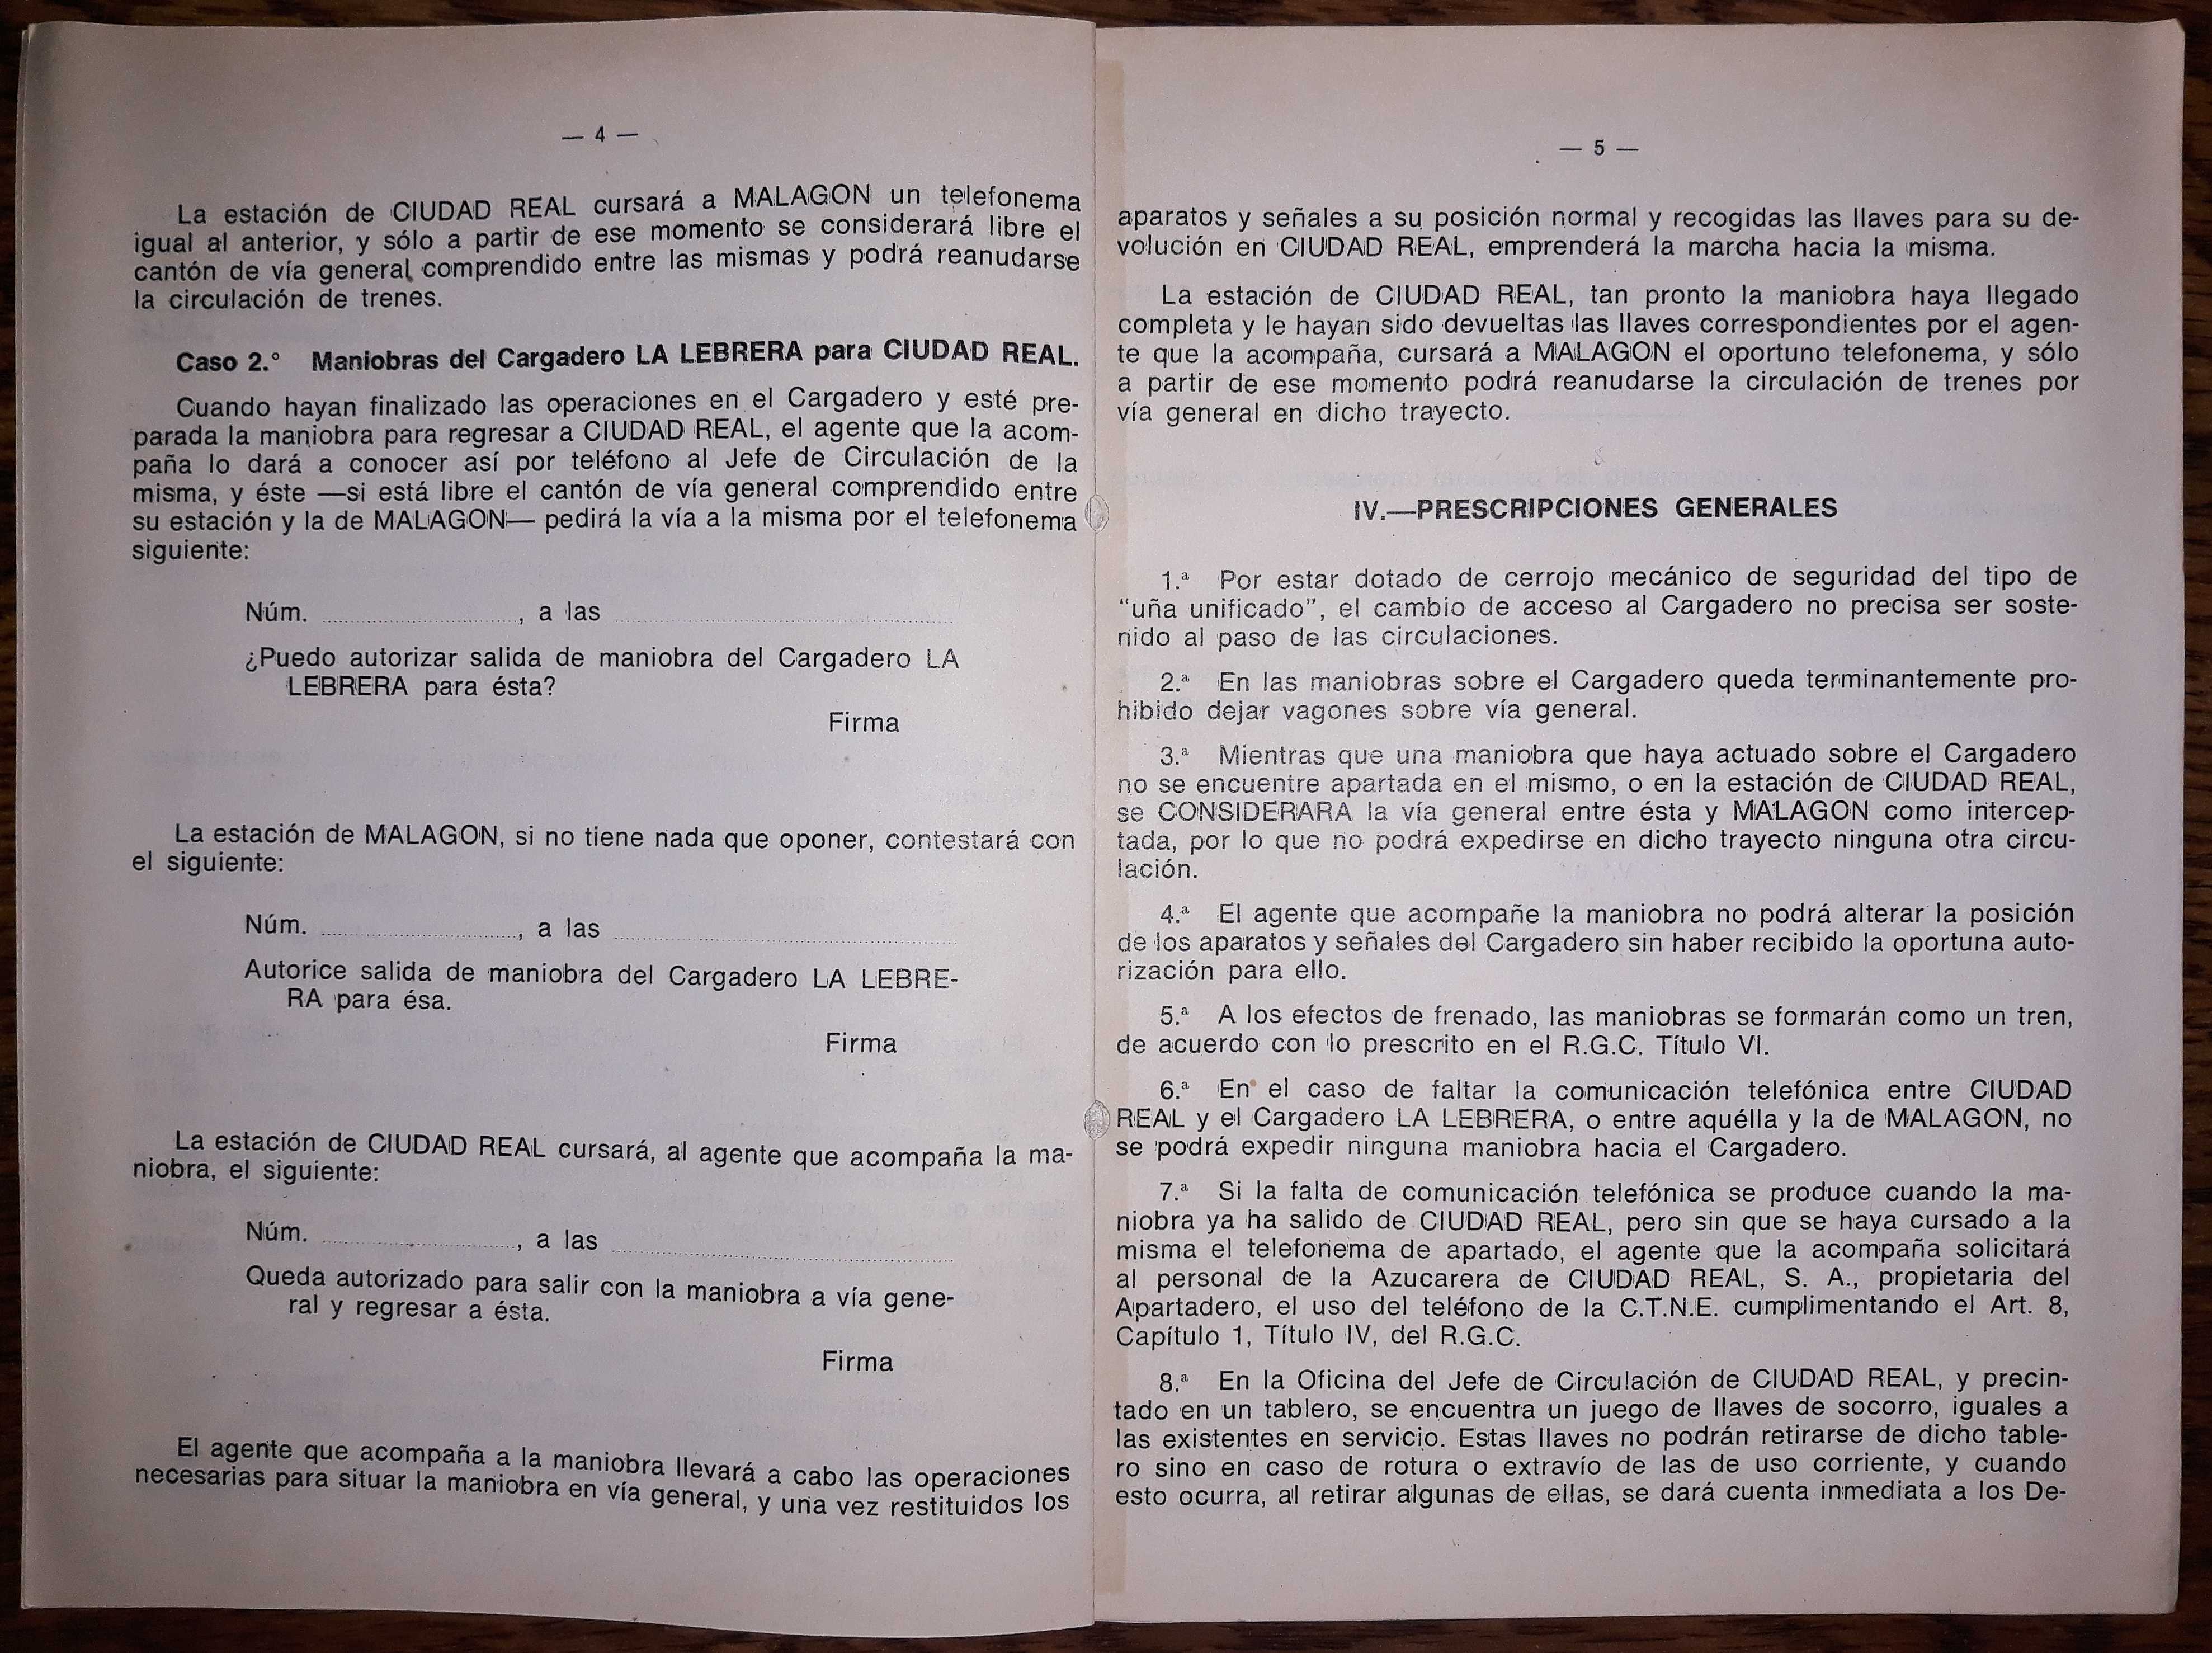 — 4 —
La estación de CIUDAD REAL cursará a MALAGON un telefonema
igual al anterior, y sólo a partir de ese momento se considerará libre el
cantón de vía general comprendido entre las mismas y podrá reanudarse
la circulación de trenes.
Caso 2.° Maniobras del Cargadero LA LEBRERA para CIUDAD REAL.
Cuando hayan finalizado las operaciones en el Cargadero y esté pre-
parada la maniobra para regresar a CIUDAD REAL, el agente que la acom-
paña lo dará a conocer así por teléfono al Jefe de Circulación de la
misma, y éste —si está libre el cantón de vía general comprendido entre
su estación y la de MALAGON— pedirá la vía a la misma por el telefonema
siguiente:
Núm. ........................, a las ........................................
¿Puedo autorizar salida de maniobra del Cargadero LA
LEBRERA para ésta?
Firma
La estación de MALAGON, si no tiene nada que oponer, contestará con
el siguiente:
Núm. ........................, a las ........................................
Autorice salida de maniobra del Cargadero LA LEBRE-
RA para ésa.
Firma
La estación de CIUDAD REAL cursará, al agente que acompaña la ma-
niobra, el siguiente:
Núm. ........................, a las ........................................
Queda autorizado para salir con la maniobra a vía gene-
ral y regresar a ésta.
Firma
El agente que acompaña a la maniobra llevará a cabo las operaciones
necesarias para situar la maniobra en vía general, y una vez restituidos los
— 5 —
aparatos y señales a su posición normal y recogidas las llaves para su de-
volución en CIUDAD REAL, emprenderá la marcha hacia la misma.
La estación de CIUDAD REAL, tan pronto la maniobra haya llegado
completa y le hayan sido devueltas las llaves correspondientes por el agen-
te que la acompaña, cursará a MALAGON el oportuno telefonema, y sólo
a partir de ese momento podrá reanudarse la circulación de trenes por
vía general en dicho trayecto.
IV.—PRESCRIPCIONES GENERALES
1.ª Por estar dotado de cerrojo mecánico de seguridad del tipo de
“uña unificado”, el cambio de acceso al Cargadero no precisa ser soste-
nido al paso de las circulaciones.
2.ª En las maniobras sobre el Cargadero queda terminantemente pro-
hibido dejar vagones sobre vía general.
3.ª Mientras que una maniobra que haya actuado sobre el Cargadero
no se encuentre apartada en el mismo, o en la estación de CIUDAD REAL,
se CONSIDERARA la vía general entre ésta y MALAGON como intercep-
tada, por lo que no podrá expedirse en dicho trayecto ninguna otra circu-
lación.
4.ª El agente que acompañe la maniobra no podrá alterar la posición
de los aparatos y señales del Cargadero sin haber recibido la oportuna auto-
rización para ello.
5.ª A los efectos de frenado, las maniobras se formarán como un tren,
de acuerdo con lo prescrito en el R.G.C. Título VI.
6.ª En el caso de faltar la comunicación telefónica entre CIUDAD
REAL y el Cargadero LA LEBRERA, o entre aquélla y la de MALAGON, no
se podrá expedir ninguna maniobra hacia el Cargadero.
7.ª Si la falta de comunicación telefónica se produce cuando la ma-
niobra ya ha salido de CIUDAD REAL, pero sin que se haya cursado a la
misma el telefonema de apartado, el agente que la acompaña solicitará
al personal de la Azucarera de CIUDAD REAL, S. A., propietaria del
Apartadero, el uso del teléfono de la C.T.N.E. cumplimentando el Art. 8,
Capítulo 1, Título IV, del R.G.C.
8.ª En la Oficina del Jefe de Circulación de CIUDAD REAL, y precin-
tado en un tablero, se encuentra un juego de llaves de socorro, iguales a
las existentes en servicio. Estas llaves no podrán retirarse de dicho table-
ro sino en caso de rotura o extravío de las de uso corriente, y cuando
esto ocurra, al retirar algunas de ellas, se dará cuenta inmediata a los De-